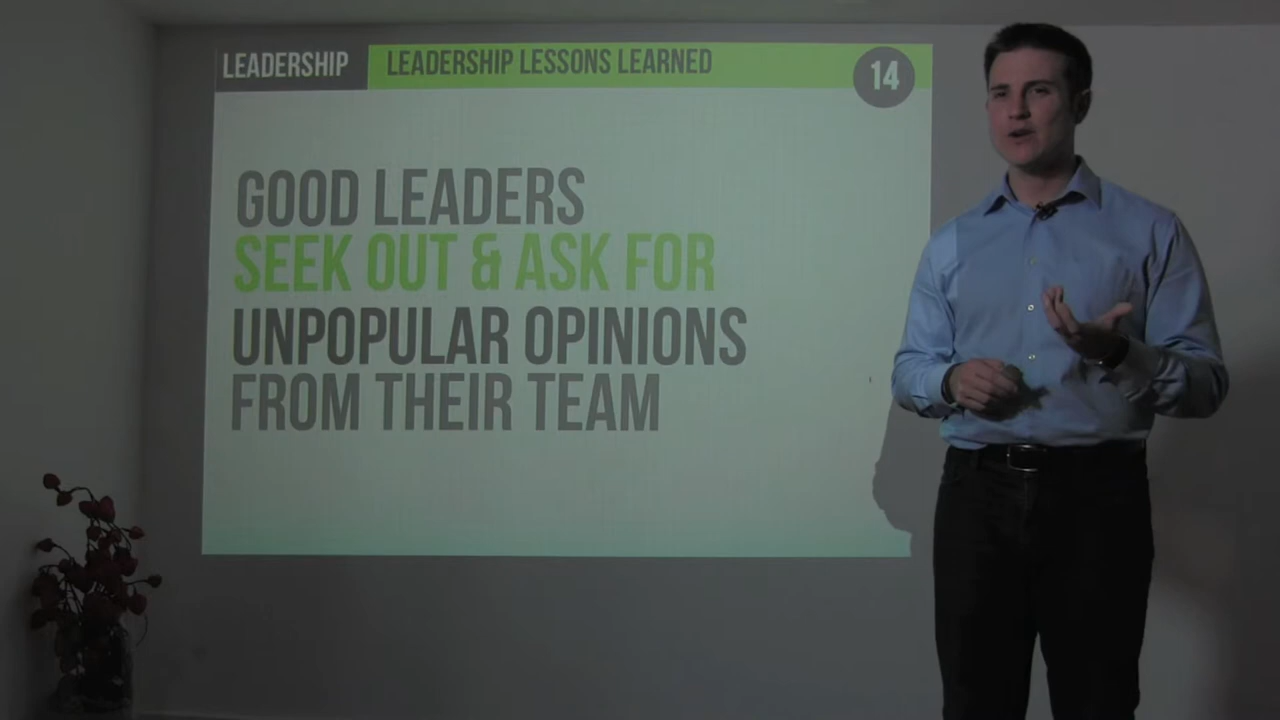 LEADERSHIP
LEADERSHIP LESSONS LEARNED
14
GOOD LEADERS
SEEK OUT & ASK FOR
UNPOPULAR OPINIONS
FROM THEIR TEAM